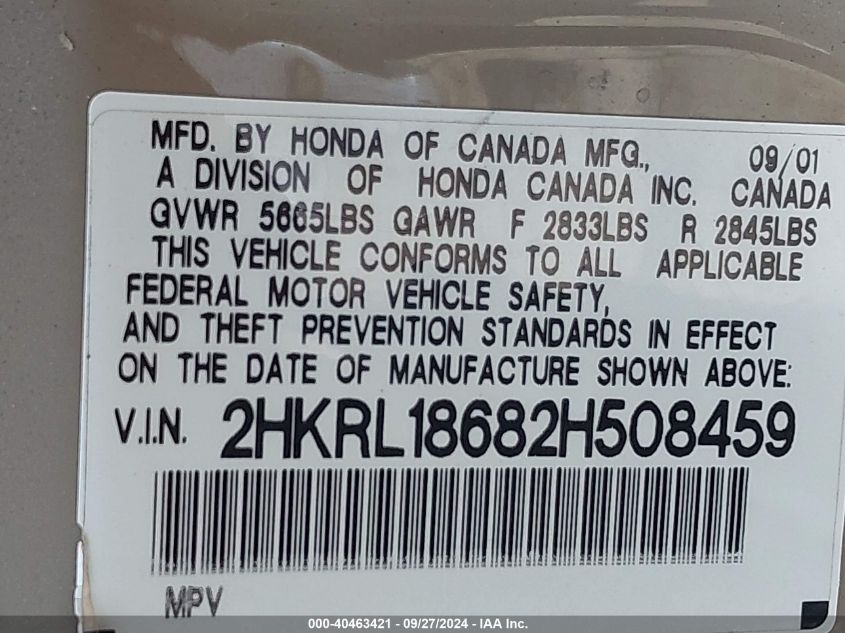 MFD. BY HONDA OF CANADA MFG., 09/01
A DIVISION OF HONDA CANADA INC. CANADA
GVWR 5665LBS GAWR F 2833LBS R 2845LBS
THIS VEHICLE CONFORMS TO ALL APPLICABLE
FEDERAL MOTOR VEHICLE SAFETY,
AND THEFT PREVENTION STANDARDS IN EFFECT
ON THE DATE OF MANUFACTURE SHOWN ABOVE:
V.I.N. 2HKRL18682H508459
MPV
000-40463421 - 09/27/2024 - IAA Inc.